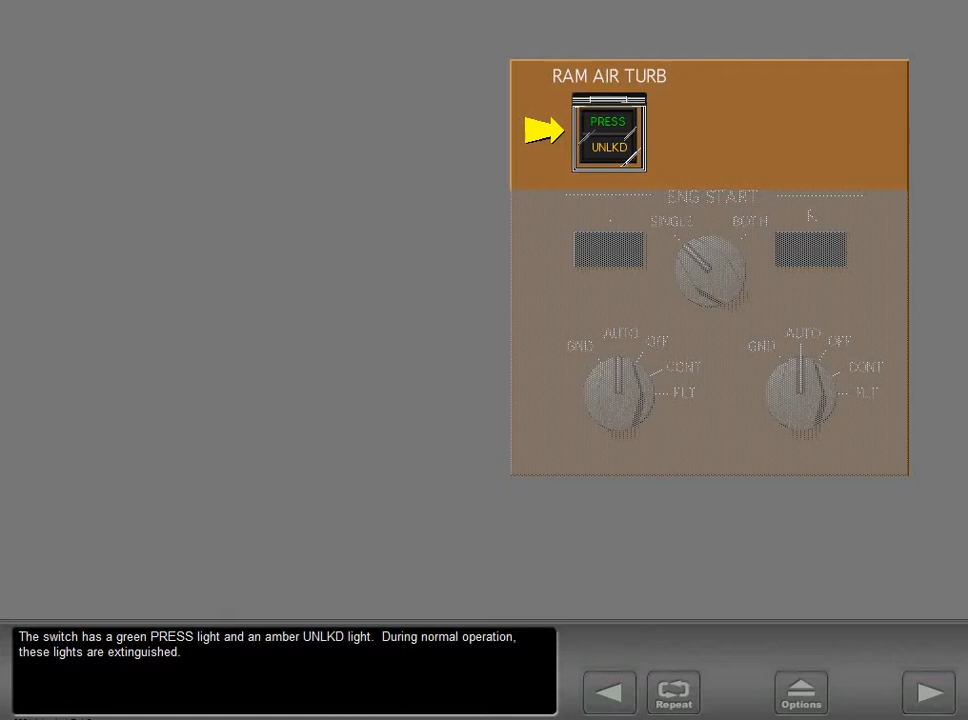 RAM AIR TURB
PRESS
UNLKD
ENG START
SINGLE
BOTH
R
AUTO
GND
OFF
CONT
FLT
AUTO
GND
OFF
CONT
FLT
The switch has a green PRESS light and an amber UNLKD light. During normal operation,
these lights are extinguished.
Repeat
Options